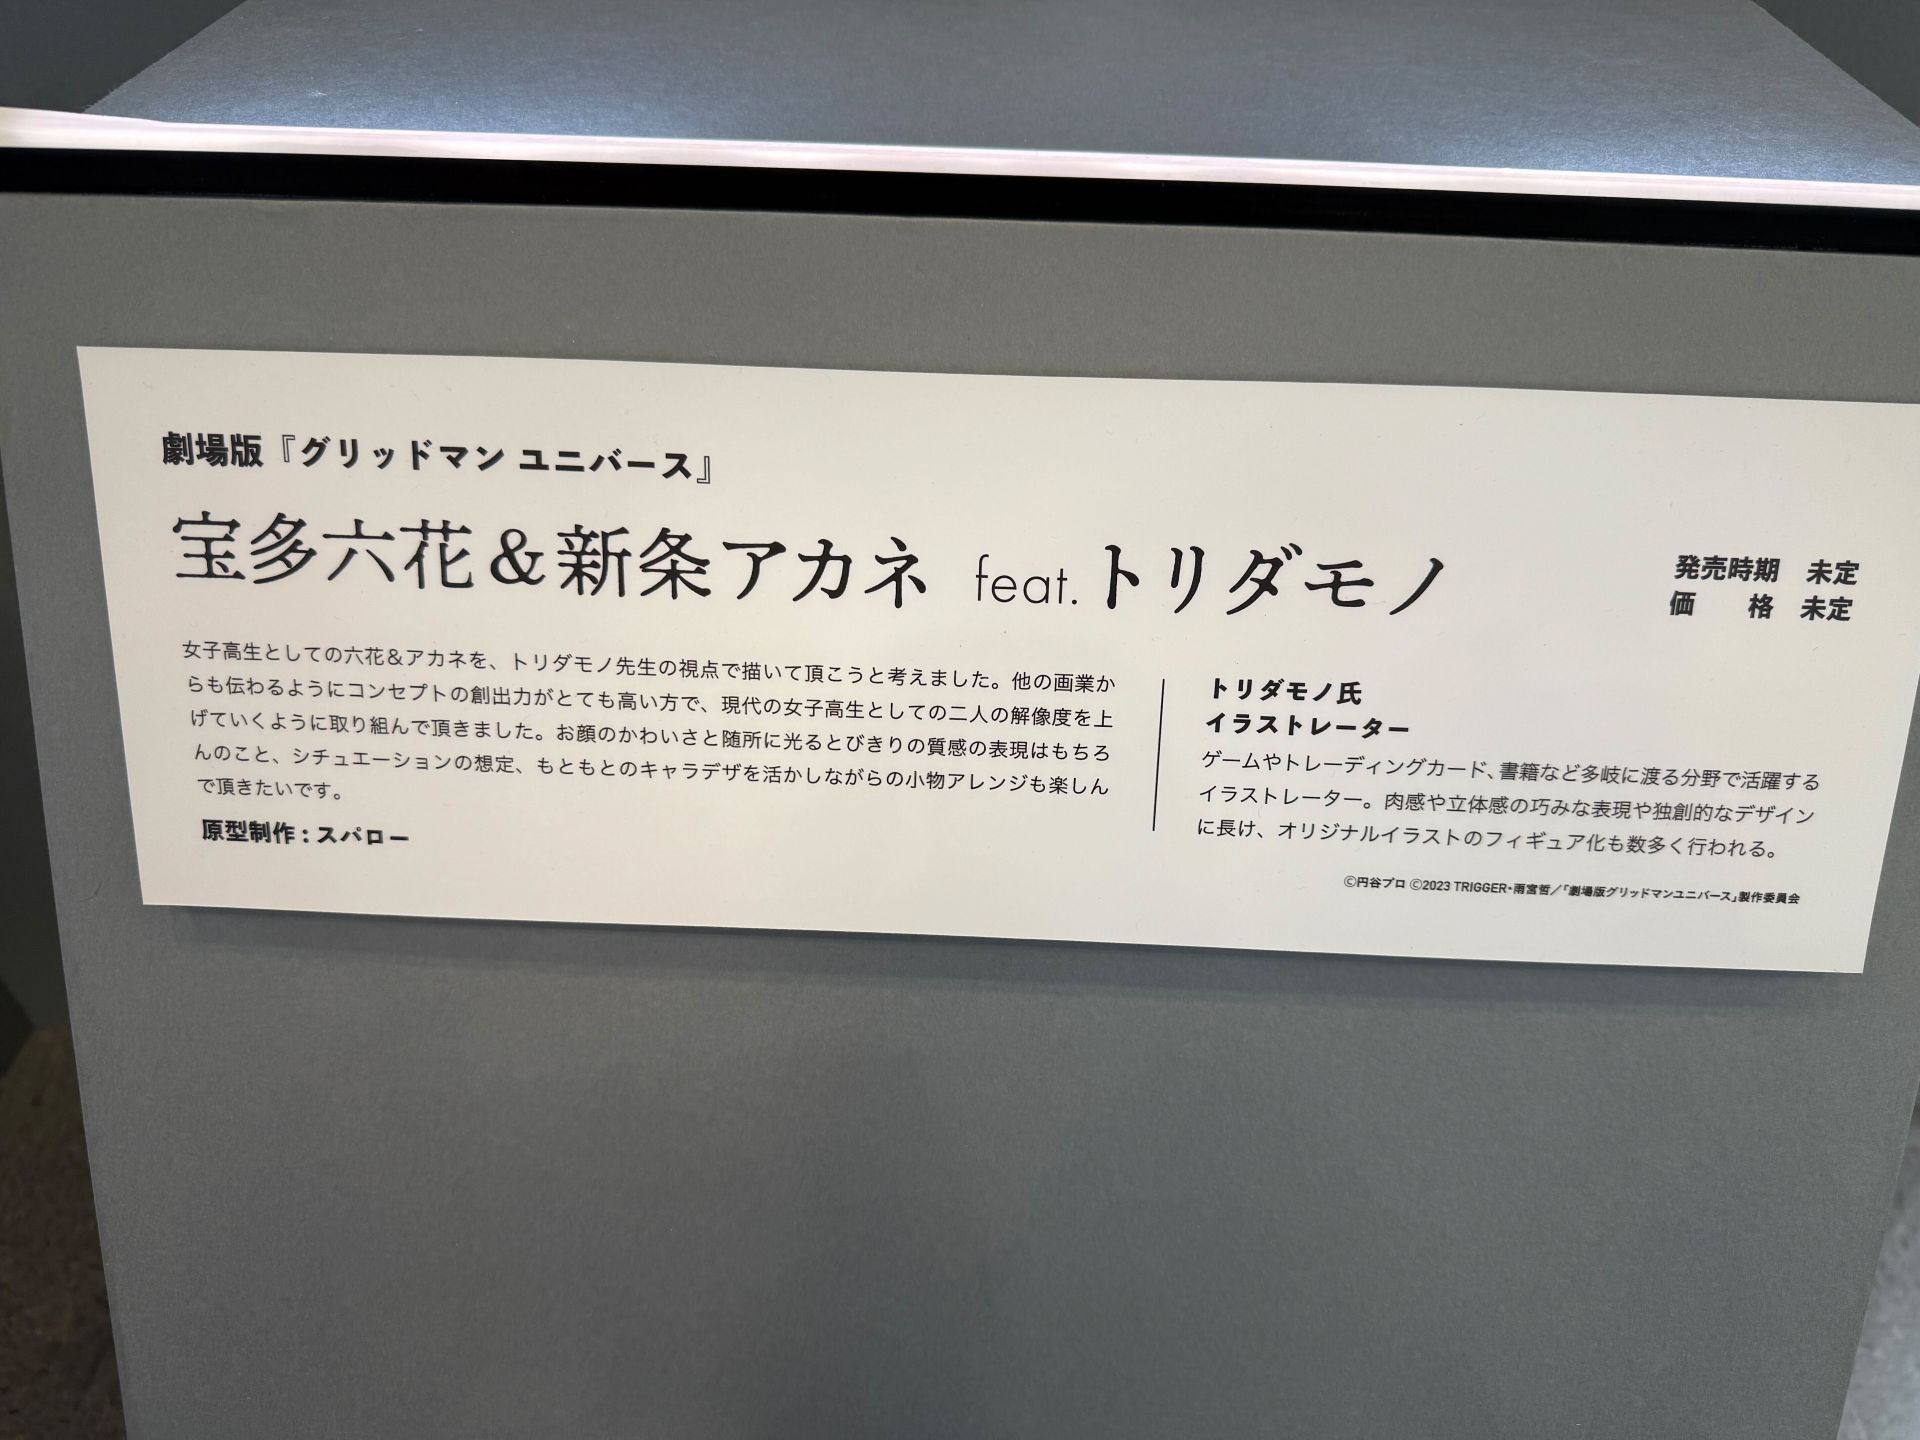 劇場版『グリッドマン ユニバース』
宝多六花&新条アカネ feat.トリダモノ
発売時期 未定
価 格 未定
女子高生としての六花&アカネを、トリダモノ先生の視点で描いて頂こうと考えました。他の画業か
らも伝わるようにコンセプトの創出力がとても高い方で、現代の女子高生としての二人の解像度を上
げていくように取り組んで頂きました。お顔のかわいさと随所に光るとびきりの質感の表現はもちろ
んのこと、シチュエーションの想定、もともとのキャラデザを活かしながらの小物アレンジも楽しん
で頂きたいです。
原型制作:スパロー
トリダモノ氏
イラストレーター
ゲームやトレーディングカード、書籍など多岐に渡る分野で活躍する
イラストレーター。肉感や立体感の巧みな表現や独創的なデザイン
に長け、オリジナルイラストのフィギュア化も数多く行われる。
©円谷プロ ©2023 TRIGGER・雨宮哲/「劇場版グリッドマンユニバース」製作委員会